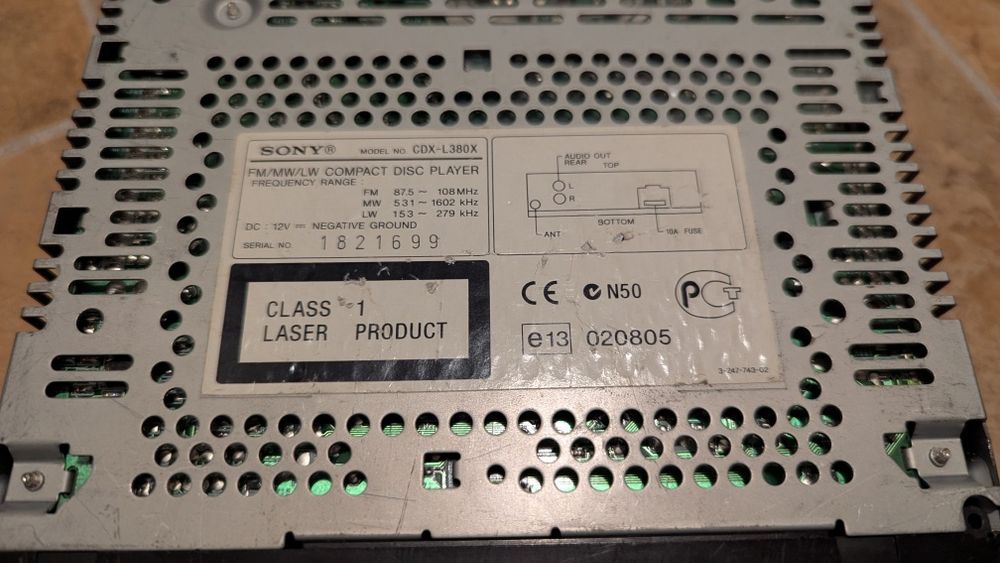 SONY® MODEL NO. CDX-L380X
FM/MW/LW COMPACT DISC PLAYER
FREQUENCY RANGE :
FM 87.5 ~ 108 MHz
MW 531 ~ 1602 kHz
LW 153 ~ 279 kHz
DC : 12V ⎓ NEGATIVE GROUND
SERIAL NO. 1821699
AUDIO OUT
REAR
TOP
L
R
BOTTOM
ANT
10A FUSE
CLASS 1
LASER PRODUCT
CE N50 PCT
e13 020805
3-247-743-02